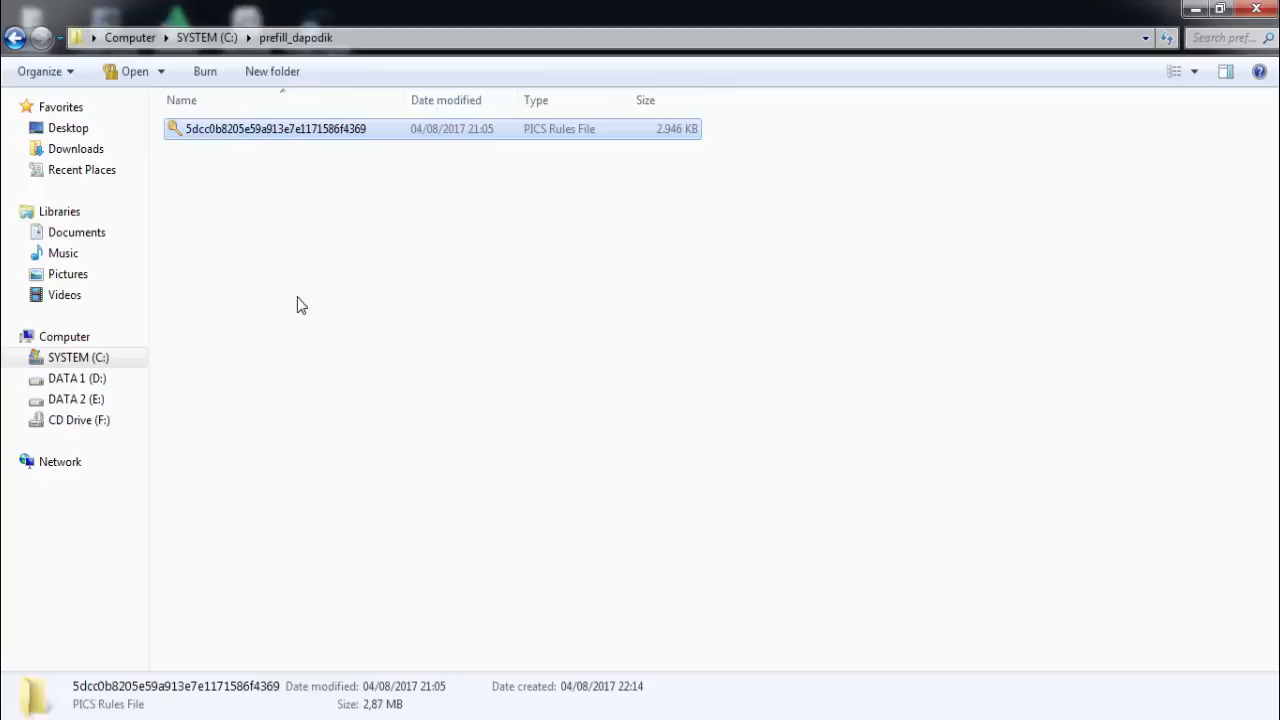 Computer SYSTEM (C:) prefill_dapodik Search pref...
Organize Open Burn New folder
Name Date modified Type Size
5dcc0b8205e59a913e7e1171586f4369 04/08/2017 21:05 PICS Rules File 2.946 KB
Favorites
Desktop
Downloads
Recent Places
Libraries
Documents
Music
Pictures
Videos
Computer
SYSTEM (C:)
DATA 1 (D:)
DATA 2 (E:)
CD Drive (F:)
Network
5dcc0b8205e59a913e7e1171586f4369 Date modified: 04/08/2017 21:05 Date created: 04/08/2017 22:14
PICS Rules File Size: 2,87 MB